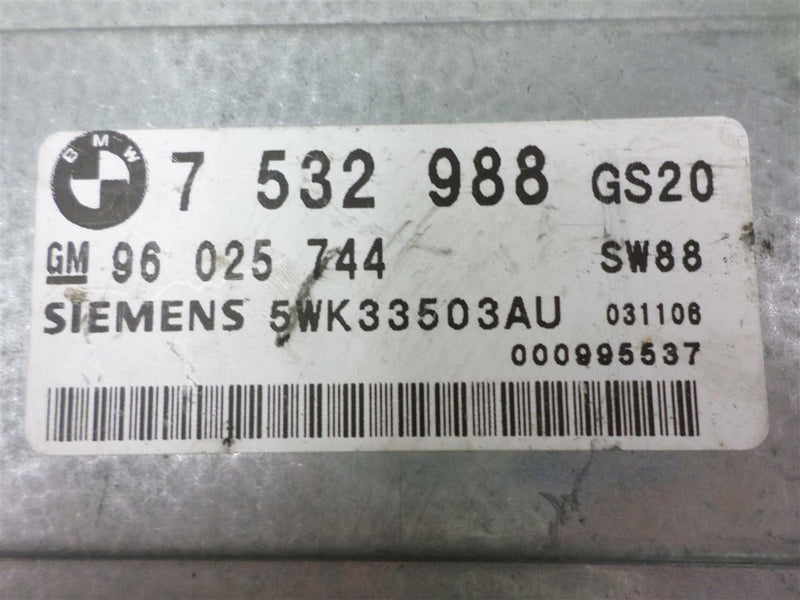 BMW 7 532 988 GS20
GM 96 025 744 SW88
SIEMENS 5WK33503AU 031106
000995537